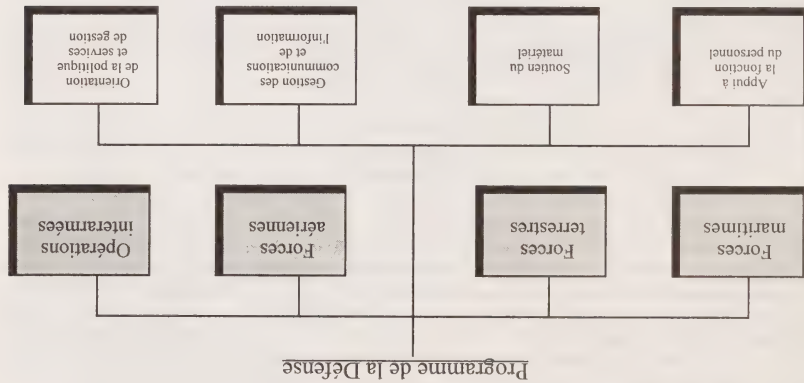 Programme de la Défense
Forces
maritimes
Forces
terrestres
Forces
aériennes
Opérations
interarmées
Appui à
la fonction
du personnel
Soutien du
matériel
Gestion des
communications
et de
l'information
Orientation
de la politique
et services
de gestion